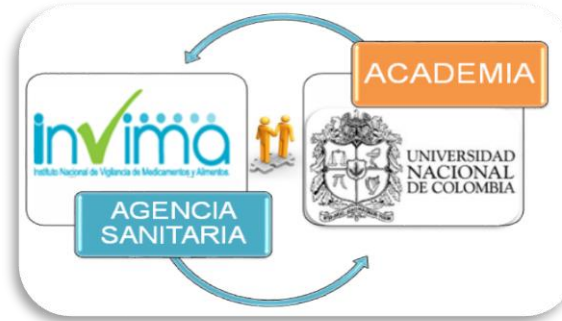 ACADEMIA
invima
Instituto Nacional de Vigilancia de Medicamentos y Alimentos
UNIVERSIDAD
NACIONAL
DE COLOMBIA
AGENCIA
SANITARIA